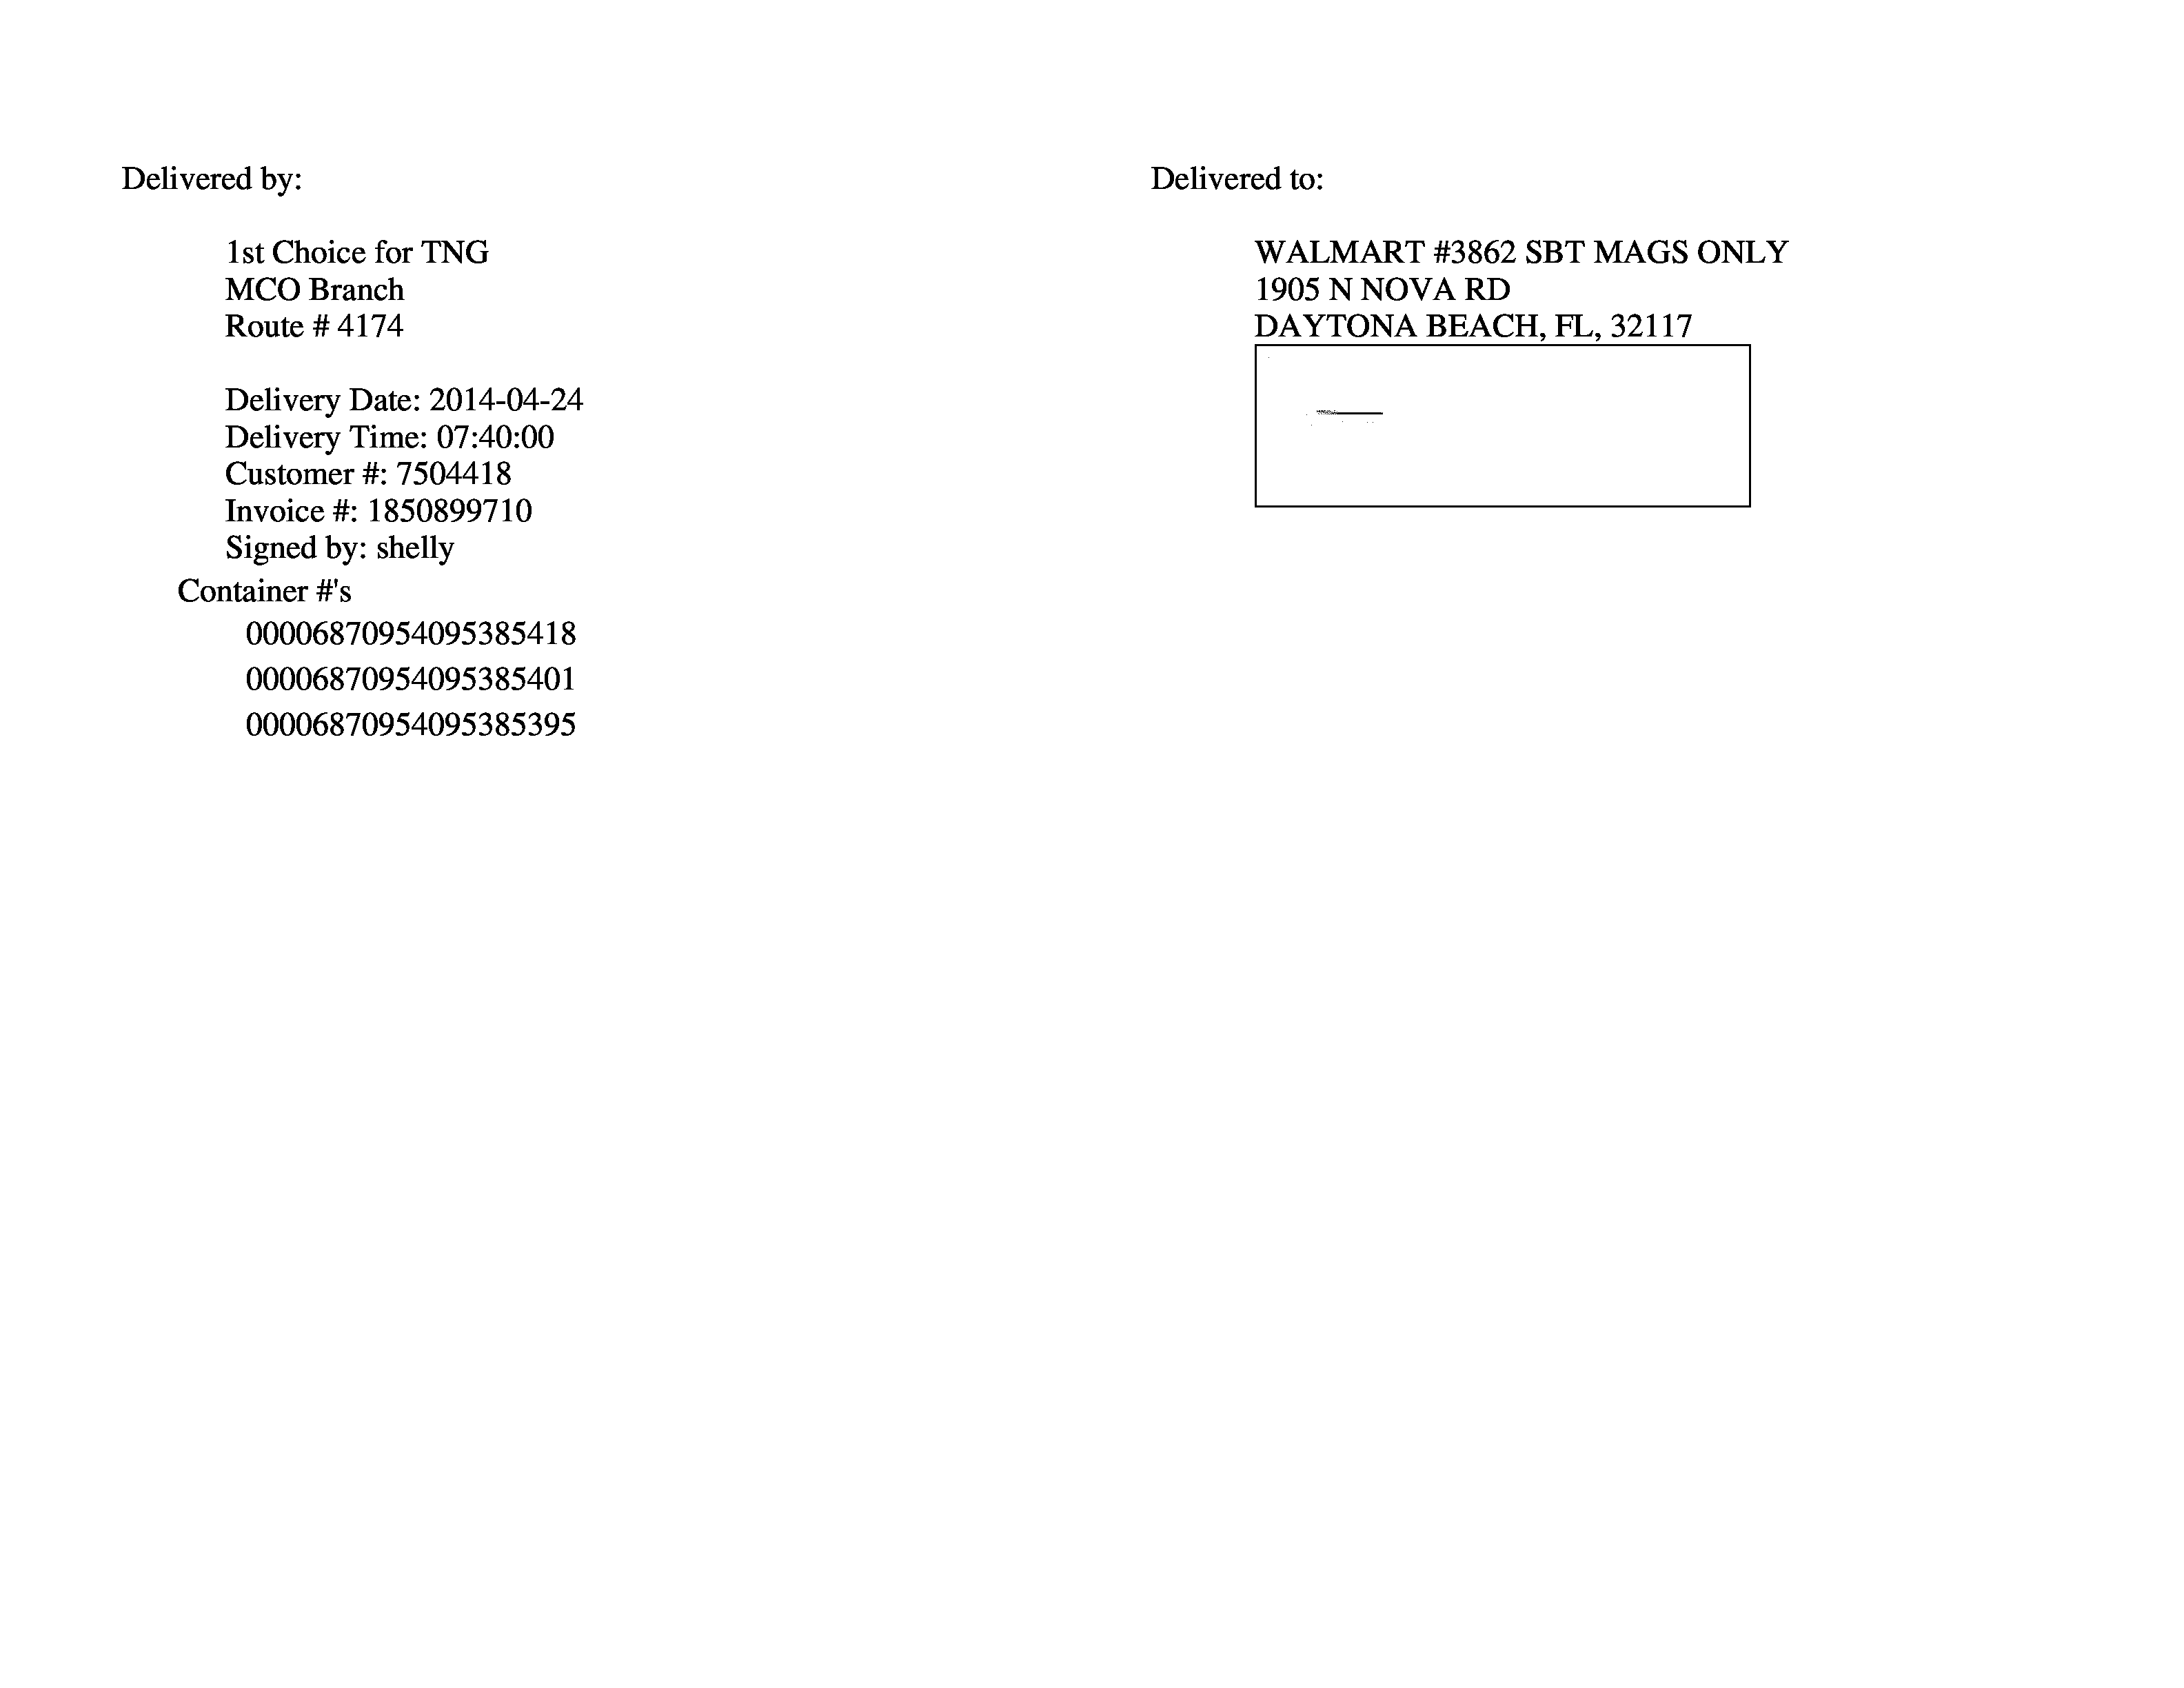 Delivered by:
1st Choice for TNG
MCO Branch
Route # 4174
Delivery Date: 2014-04-24
Delivery Time: 07:40:00
Customer #: 7504418
Invoice #: 1850899710
Signed by: shelly
Container #'s
00006870954095385418
00006870954095385401
00006870954095385395
Delivered to:
WALMART #3862 SBT MAGS ONLY
1905 N NOVA RD
DAYTONA BEACH, FL, 32117